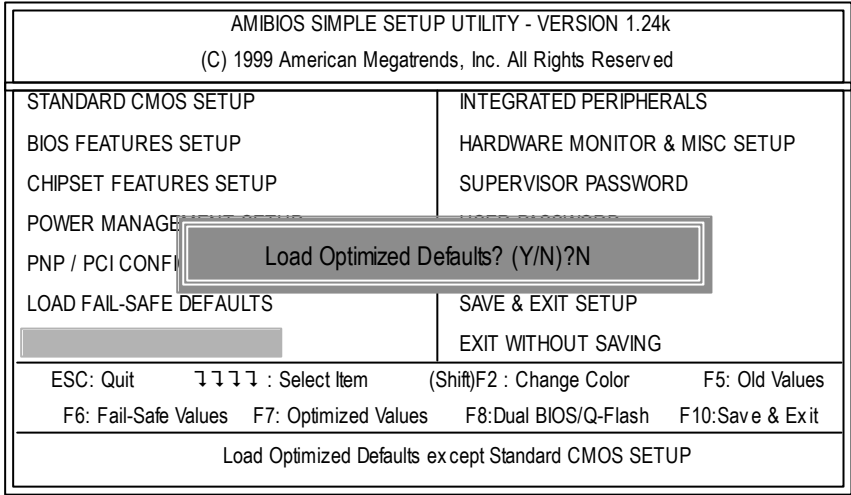 AMIBIOS SIMPLE SETUP UTILITY - VERSION 1.24k
(C) 1999 American Megatrends, Inc. All Rights Reserved
STANDARD CMOS SETUP
INTEGRATED PERIPHERALS
BIOS FEATURES SETUP
HARDWARE MONITOR & MISC SETUP
CHIPSET FEATURES SETUP
SUPERVISOR PASSWORD
POWER MANAGEMENT SETUP
USER PASSWORD
PNP / PCI
Load Optimized Defaults? (Y/N)?N
LOAD FAIL-SAFE DEFAULTS
SAVE & EXIT SETUP
EXIT WITHOUT SAVING
ESC: Quit : Select Item (Shift)F2 : Change Color F5: Old Values
F6: Fail-Safe Values F7: Optimized Values F8:Dual BIOS/Q-Flash F10:Save & Exit
Load Optimized Defaults except Standard CMOS SETUP